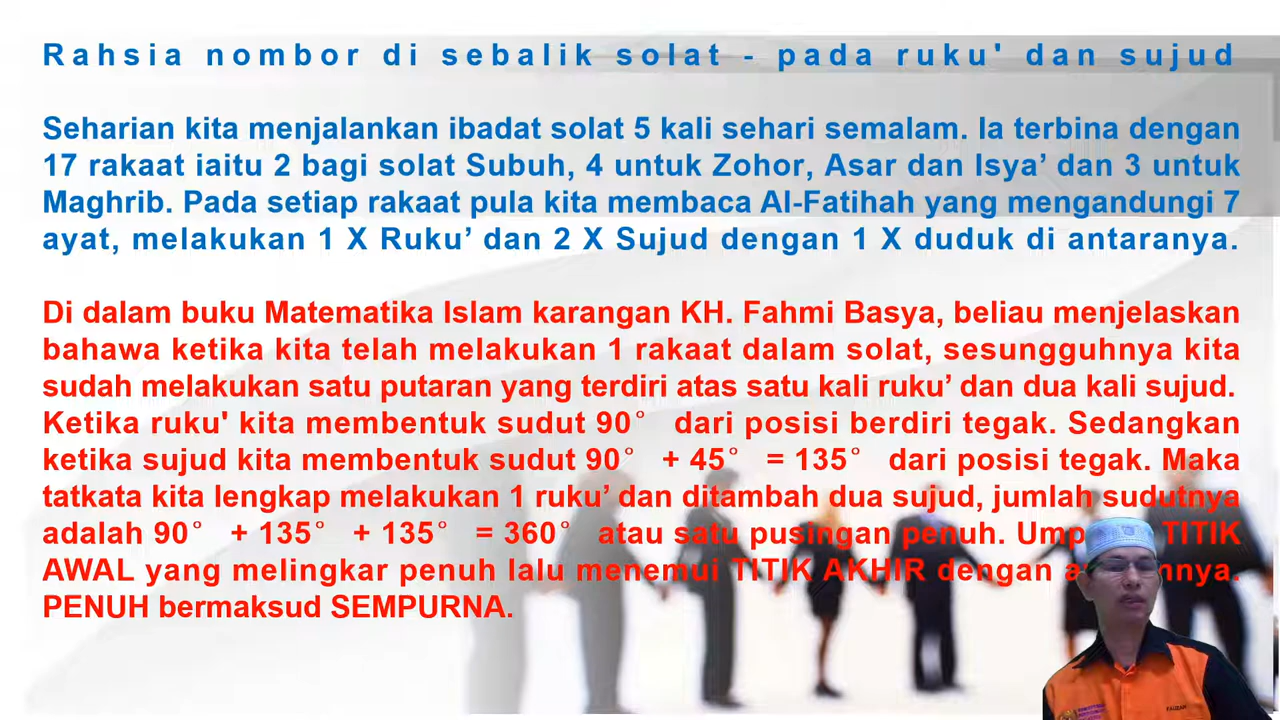 Rahsia nombor di sebalik solat - pada ruku' dan sujud
Seharian kita menjalankan ibadat solat 5 kali sehari semalam. Ia terbina dengan
17 rakaat iaitu 2 bagi solat Subuh, 4 untuk Zohor, Asar dan Isya’ dan 3 untuk
Maghrib. Pada setiap rakaat pula kita membaca Al-Fatihah yang mengandungi 7
ayat, melakukan 1 X Ruku’ dan 2 X Sujud dengan 1 X duduk di antaranya.
Di dalam buku Matematika Islam karangan KH. Fahmi Basya, beliau menjelaskan
bahawa ketika kita telah melakukan 1 rakaat dalam solat, sesungguhnya kita
sudah melakukan satu putaran yang terdiri atas satu kali ruku’ dan dua kali sujud.
Ketika ruku' kita membentuk sudut 90° dari posisi berdiri tegak. Sedangkan
ketika sujud kita membentuk sudut 90° + 45° = 135° dari posisi tegak. Maka
tatkata kita lengkap melakukan 1 ruku’ dan ditambah dua sujud, jumlah sudutnya
adalah 90° + 135° + 135° = 360° atau satu pusingan penuh. TITIK
AWAL yang melingkar penuh lalu menemui TITIK AKHIR dengan
PENUH bermaksud SEMPURNA.